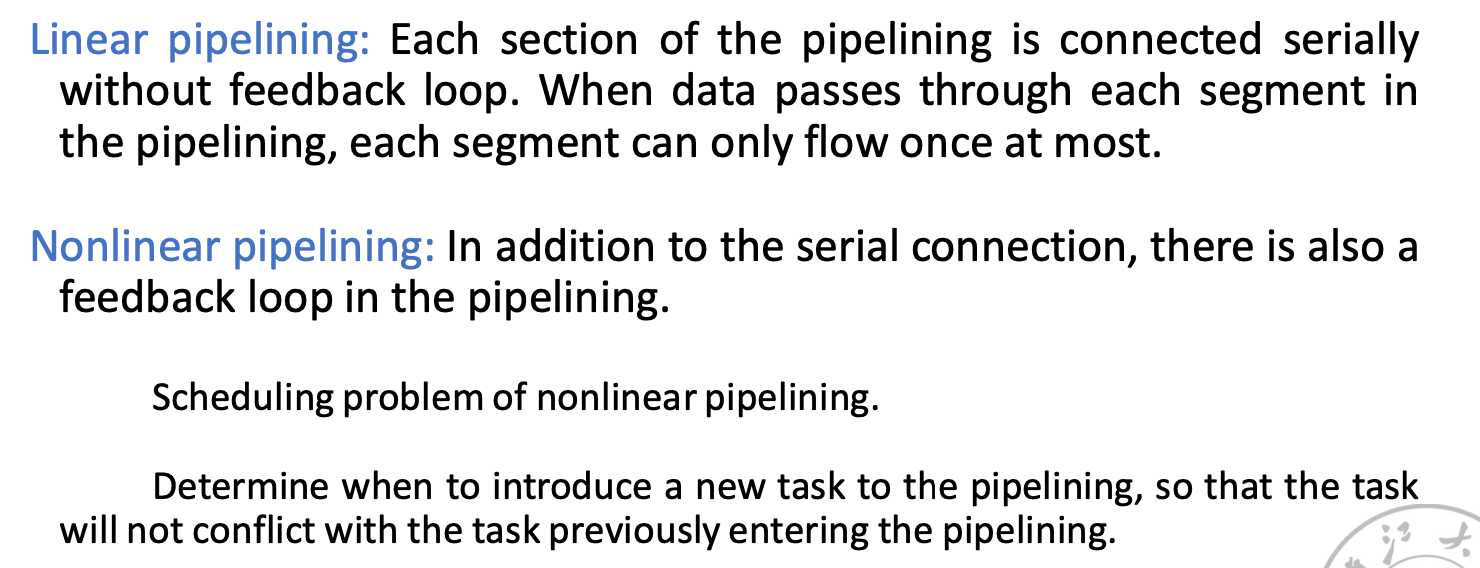 Linear pipelining: Each section of the pipelining is connected serially
without feedback loop. When data passes through each segment in
the pipelining, each segment can only flow once at most.
Nonlinear pipelining: In addition to the serial connection, there is also a
feedback loop in the pipelining.
Scheduling problem of nonlinear pipelining.
Determine when to introduce a new task to the pipelining, so that the task
will not conflict with the task previously entering the pipelining.